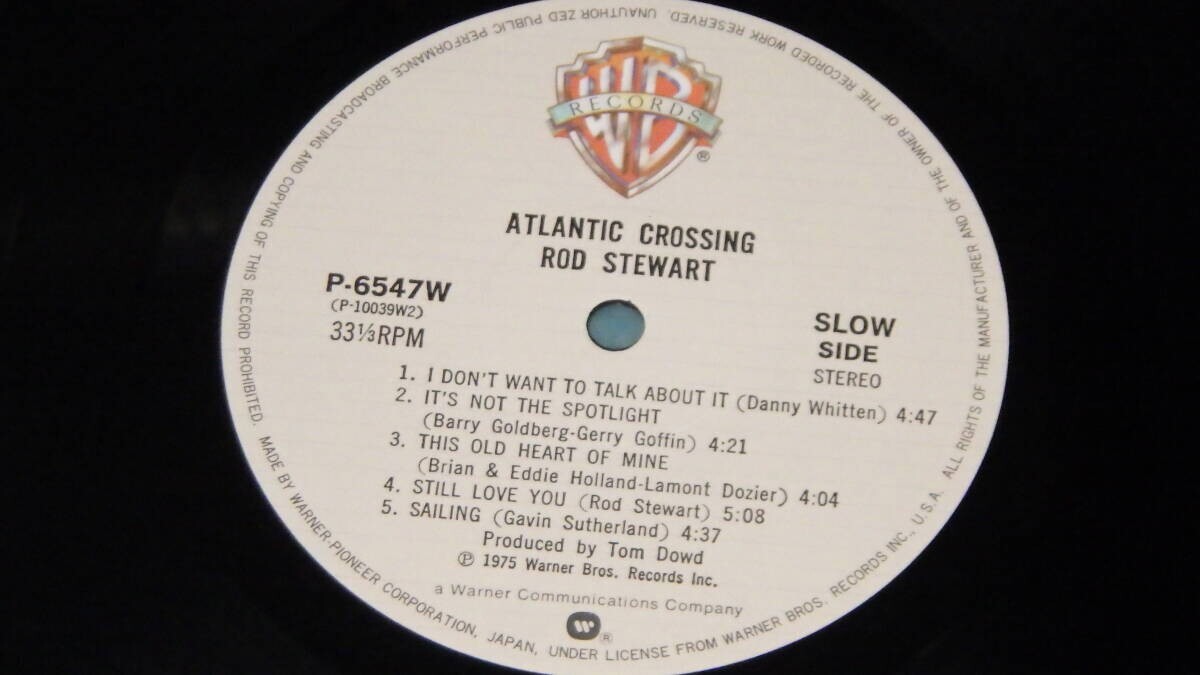 WB
RECORDS
®
ATLANTIC CROSSING
ROD STEWART
P-6547W
(P-10039W2)
33⅓RPM
SLOW
SIDE
STEREO
1. I DON'T WANT TO TALK ABOUT IT (Danny Whitten) 4:47
2. IT'S NOT THE SPOTLIGHT
(Barry Goldberg-Gerry Goffin) 4:21
3. THIS OLD HEART OF MINE
(Brian & Eddie Holland-Lamont Dozier) 4:04
4. STILL LOVE YOU (Rod Stewart) 5:08
5. SAILING (Gavin Sutherland) 4:37
Produced by Tom Dowd
℗ 1975 Warner Bros. Records Inc.
a Warner Communications Company
®
MADE BY WARNER-PIONEER CORPORATION, JAPAN, UNDER LICENSE FROM WARNER BROS. RECORDS INC., U.S.A. ALL RIGHTS OF THE MANUFACTURER AND OF THE OWNER OF THE RECORDED WORK RESERVED. UNAUTHOR ZED PUBLIC PERFORMANCE, BROADCASTING AND COPYING OF THIS RECORD PROHIBITED.